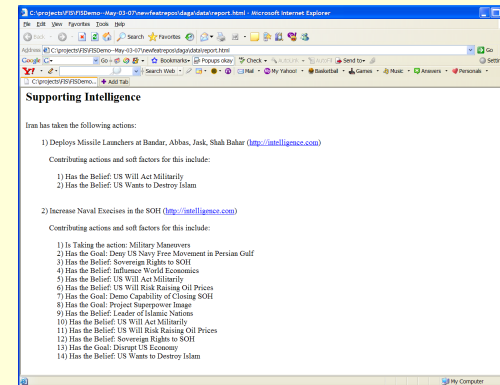 C:\projects\FIS\FISDemo--May-03-07\newfeatrepos\daga\data\report.html - Microsoft Internet Explorer
File Edit View Favorites Tools Help
Back Search Favorites
Address C:\projects\FIS\FISDemo--May-03-07\newfeatrepos\daga\data\report.html Go
Google Go Bookmarks Popups okay Check AutoLink AutoFill Send to Settings
Y! Search Web Mail My Yahoo! Basketball Games Music Answers Personals
C:\projects\FIS\FISDemo... Add Tab
Supporting Intelligence
Iran has taken the following actions:
1) Deploys Missile Launchers at Bandar, Abbas, Jask, Shah Bahar (http://intelligence.com)
Contributing actions and soft factors for this include:
1) Has the Belief: US Will Act Militarily
2) Has the Belief: US Wants to Destroy Islam
2) Increase Naval Execises in the SOH (http://intelligence.com)
Contributing actions and soft factors for this include:
1) Is Taking the action: Military Maneuvers
2) Has the Goal: Deny US Navy Free Movement in Persian Gulf
3) Has the Belief: Sovereign Rights to SOH
4) Has the Belief: Influence World Economics
5) Has the Belief: US Will Act Militarily
6) Has the Belief: US Will Risk Raising Oil Prices
7) Has the Goal: Demo Capability of Closing SOH
8) Has the Goal: Project Superpower Image
9) Has the Belief: Leader of Islamic Nations
10) Has the Belief: US Will Act Militarily
11) Has the Belief: US Will Risk Raising Oil Prices
12) Has the Belief: Sovereign Rights to SOH
13) Has the Goal: Disrupt US Economy
14) Has the Belief: US Wants to Destroy Islam
My Computer